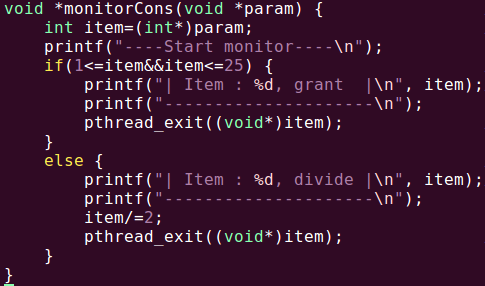 void *monitorCons(void *param) {
    int item=(int*)param;
    printf("----Start monitor----\n");
    if(1<=item&&item<=25) {
        printf("| Item : %d, grant  |\n", item);
        printf("---------------------\n");
        pthread_exit((void*)item);
    }
    else {
        printf("| Item : %d, divide |\n", item);
        printf("---------------------\n");
        item/=2;
        pthread_exit((void*)item);
    }
}